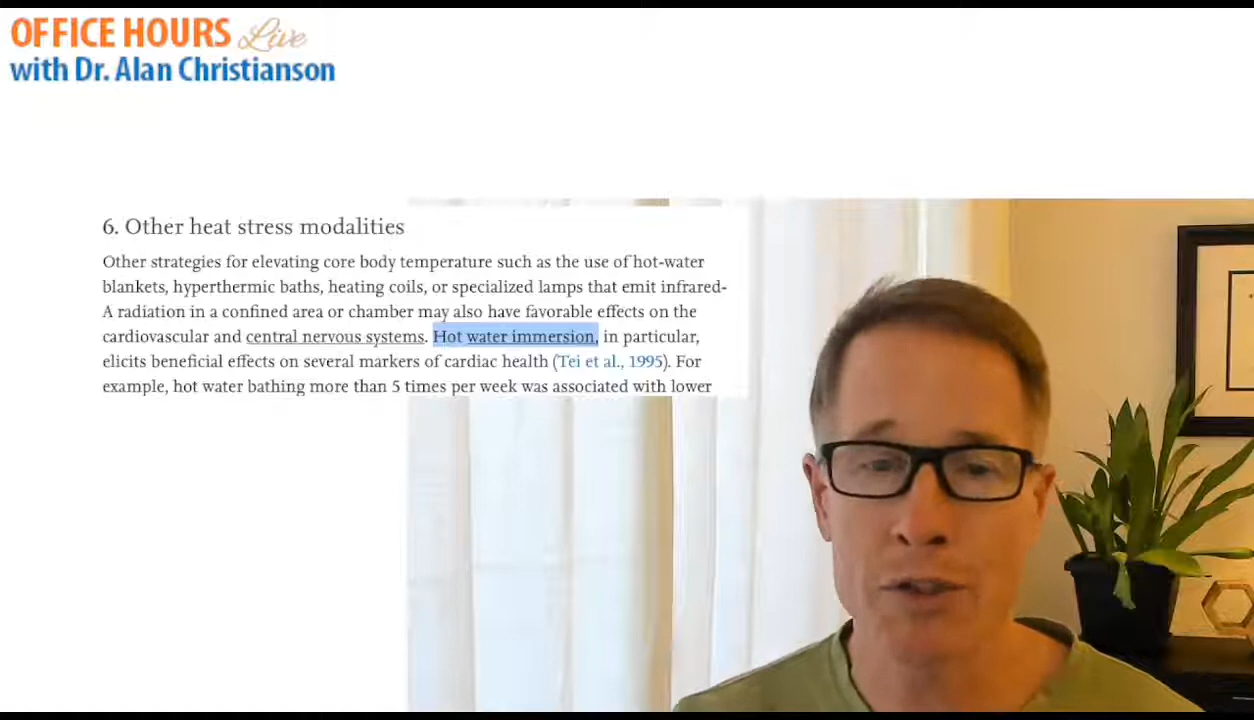 OFFICE HOURS Live
with Dr. Alan Christianson
6. Other heat stress modalities
Other strategies for elevating core body temperature such as the use of hot-water
blankets, hyperthermic baths, heating coils, or specialized lamps that emit infrared-
A radiation in a confined area or chamber may also have favorable effects on the
cardiovascular and central nervous systems. Hot water immersion, in particular,
elicits beneficial effects on several markers of cardiac health (Tei et al., 1995). For
example, hot water bathing more than 5 times per week was associated with lower